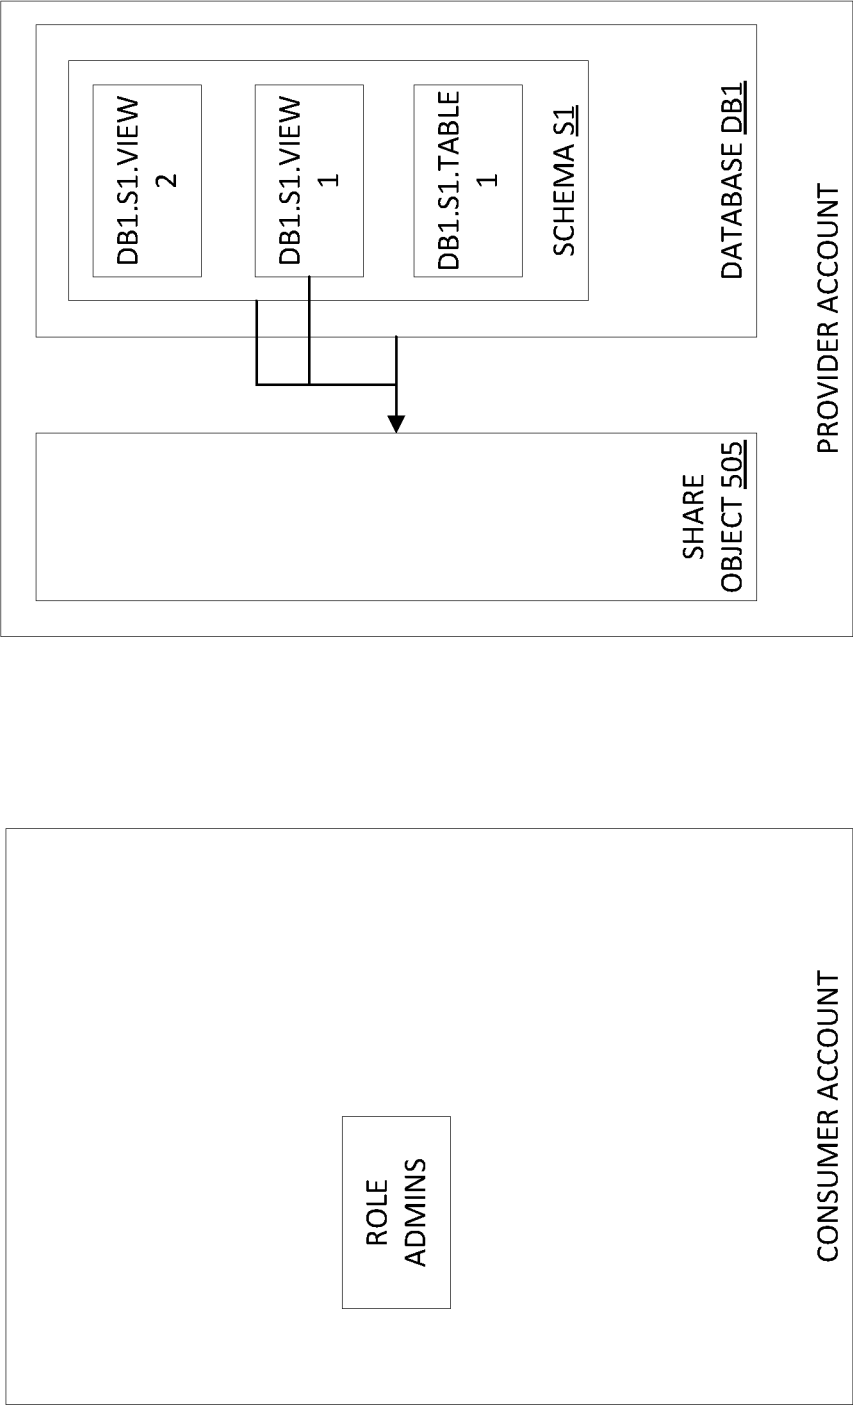 DB1.S1.VIEW
2
DB1.S1.VIEW
1
DB1.S1.TABLE
1
SCHEMA S1
DATABASE DB1
SHARE
OBJECT 505
PROVIDER ACCOUNT
ROLE
ADMINS
CONSUMER ACCOUNT